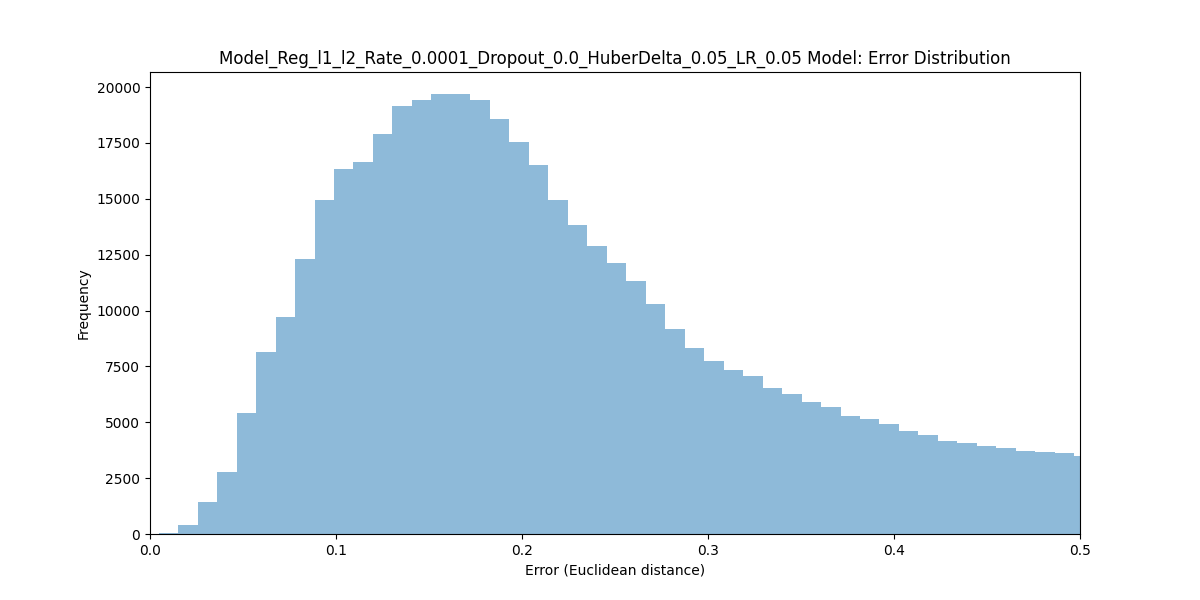 Model_Reg_l1_l2_Rate_0.0001_Dropout_0.0_HuberDelta_0.05_LR_0.05 Model: Error Distribution
20000
17500
15000
12500
10000
7500
5000
2500
0
Frequency
0.0 0.1 0.2 0.3 0.4 0.5
Error (Euclidean distance)